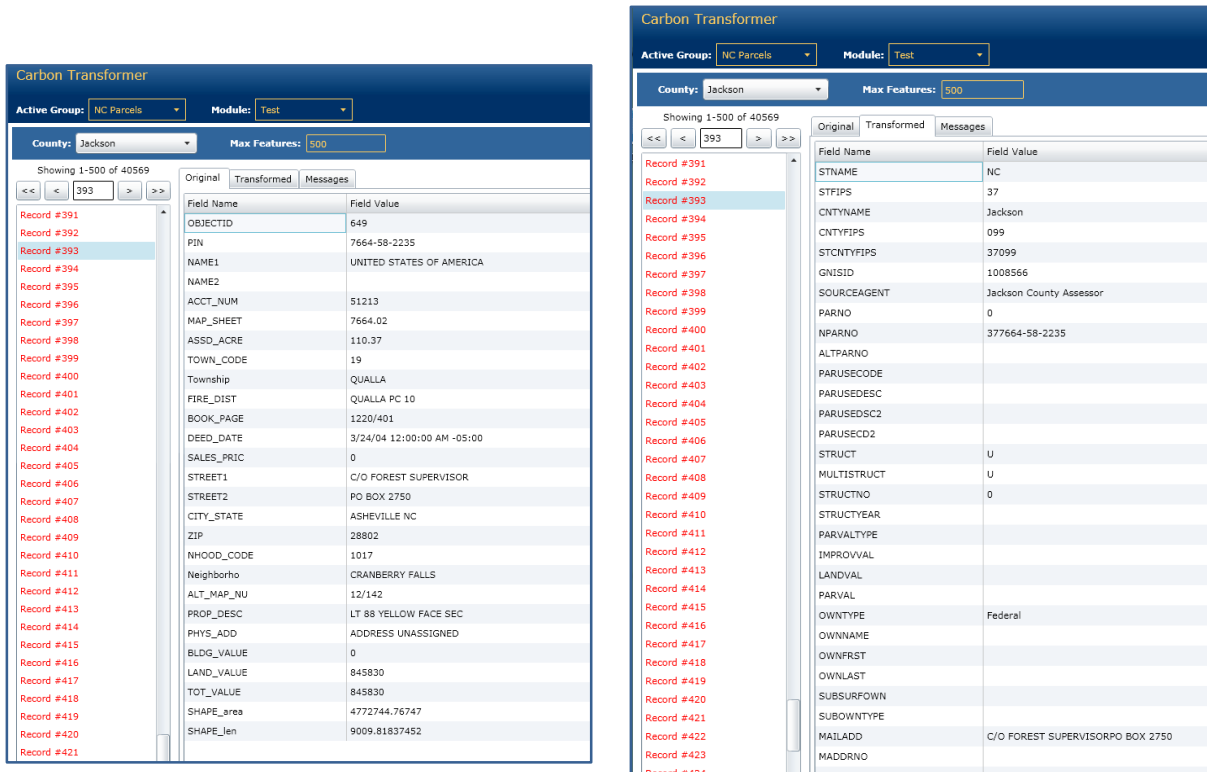 Carbon Transformer
Active Group: NC Parcels Module: Test
County: Jackson Max Features: 500
Showing 1-500 of 40569
<< < 393 > >>
Original Transformed Messages
Record #391
Record #392
Record #393
Record #394
Record #395
Record #396
Record #397
Record #398
Record #399
Record #400
Record #401
Record #402
Record #403
Record #404
Record #405
Record #406
Record #407
Record #408
Record #409
Record #410
Record #411
Record #412
Record #413
Record #414
Record #415
Record #416
Record #417
Record #418
Record #419
Record #420
Record #421
Field Name Field Value
OBJECTID 649
PIN 7664-58-2235
NAME1 UNITED STATES OF AMERICA
NAME2
ACCT_NUM 51213
MAP_SHEET 7664.02
ASSD_ACRE 110.37
TOWN_CODE 19
Township QUALLA
FIRE_DIST QUALLA PC 10
BOOK_PAGE 1220/401
DEED_DATE 3/24/04 12:00:00 AM -05:00
SALES_PRIC 0
STREET1 C/O FOREST SUPERVISOR
STREET2 PO BOX 2750
CITY_STATE ASHEVILLE NC
ZIP 28802
NHOOD_CODE 1017
Neighborho CRANBERRY FALLS
ALT_MAP_NU 12/142
PROP_DESC LT 88 YELLOW FACE SEC
PHYS_ADD ADDRESS UNASSIGNED
BLDG_VALUE 0
LAND_VALUE 845830
TOT_VALUE 845830
SHAPE_area 4772744.76747
SHAPE_len 9009.81837452
Carbon Transformer
Active Group: NC Parcels Module: Test
County: Jackson Max Features: 500
Showing 1-500 of 40569
<< < 393 > >>
Original Transformed Messages
Record #391
Record #392
Record #393
Record #394
Record #395
Record #396
Record #397
Record #398
Record #399
Record #400
Record #401
Record #402
Record #403
Record #404
Record #405
Record #406
Record #407
Record #408
Record #409
Record #410
Record #411
Record #412
Record #413
Record #414
Record #415
Record #416
Record #417
Record #418
Record #419
Record #420
Record #421
Record #422
Record #423
Field Name Field Value
STNAME NC
STFIPS 37
CNTYNAME Jackson
CNTYFIPS 099
STCNTYFIPS 37099
GNISID 1008566
SOURCEAGENT Jackson County Assessor
PARNO 0
NPARNO 377664-58-2235
ALTPARNO
PARUSECODE
PARUSEDESC
PARUSEDSC2
PARUSECD2
STRUCT U
MULTISTRUCT U
STRUCTNO 0
STRUCTYEAR
PARVALTYPE
IMPROVVAL
LANDVAL
PARVAL
OWNTYPE Federal
OWNNAME
OWNFRST
OWNLAST
SUBSURFOWN
SUBOWNTYPE
MAILADD C/O FOREST SUPERVISORPO BOX 2750
MADDRNO